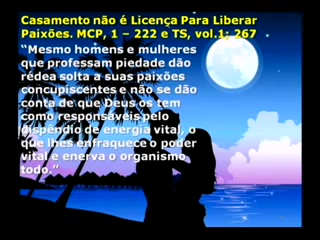 Casamento não é Licença Para Liberar
Paixões. MCP, 1 – 222 e TS, vol.1; 267
“Mesmo homens e mulheres
que professam piedade dão
rédea solta a suas paixões
concupiscentes e não se dão
conta de que Deus os tem
como responsáveis pelo
dispêndio de energia vital, o
que lhes enfraquece o poder
vital e enerva o organismo
todo.”